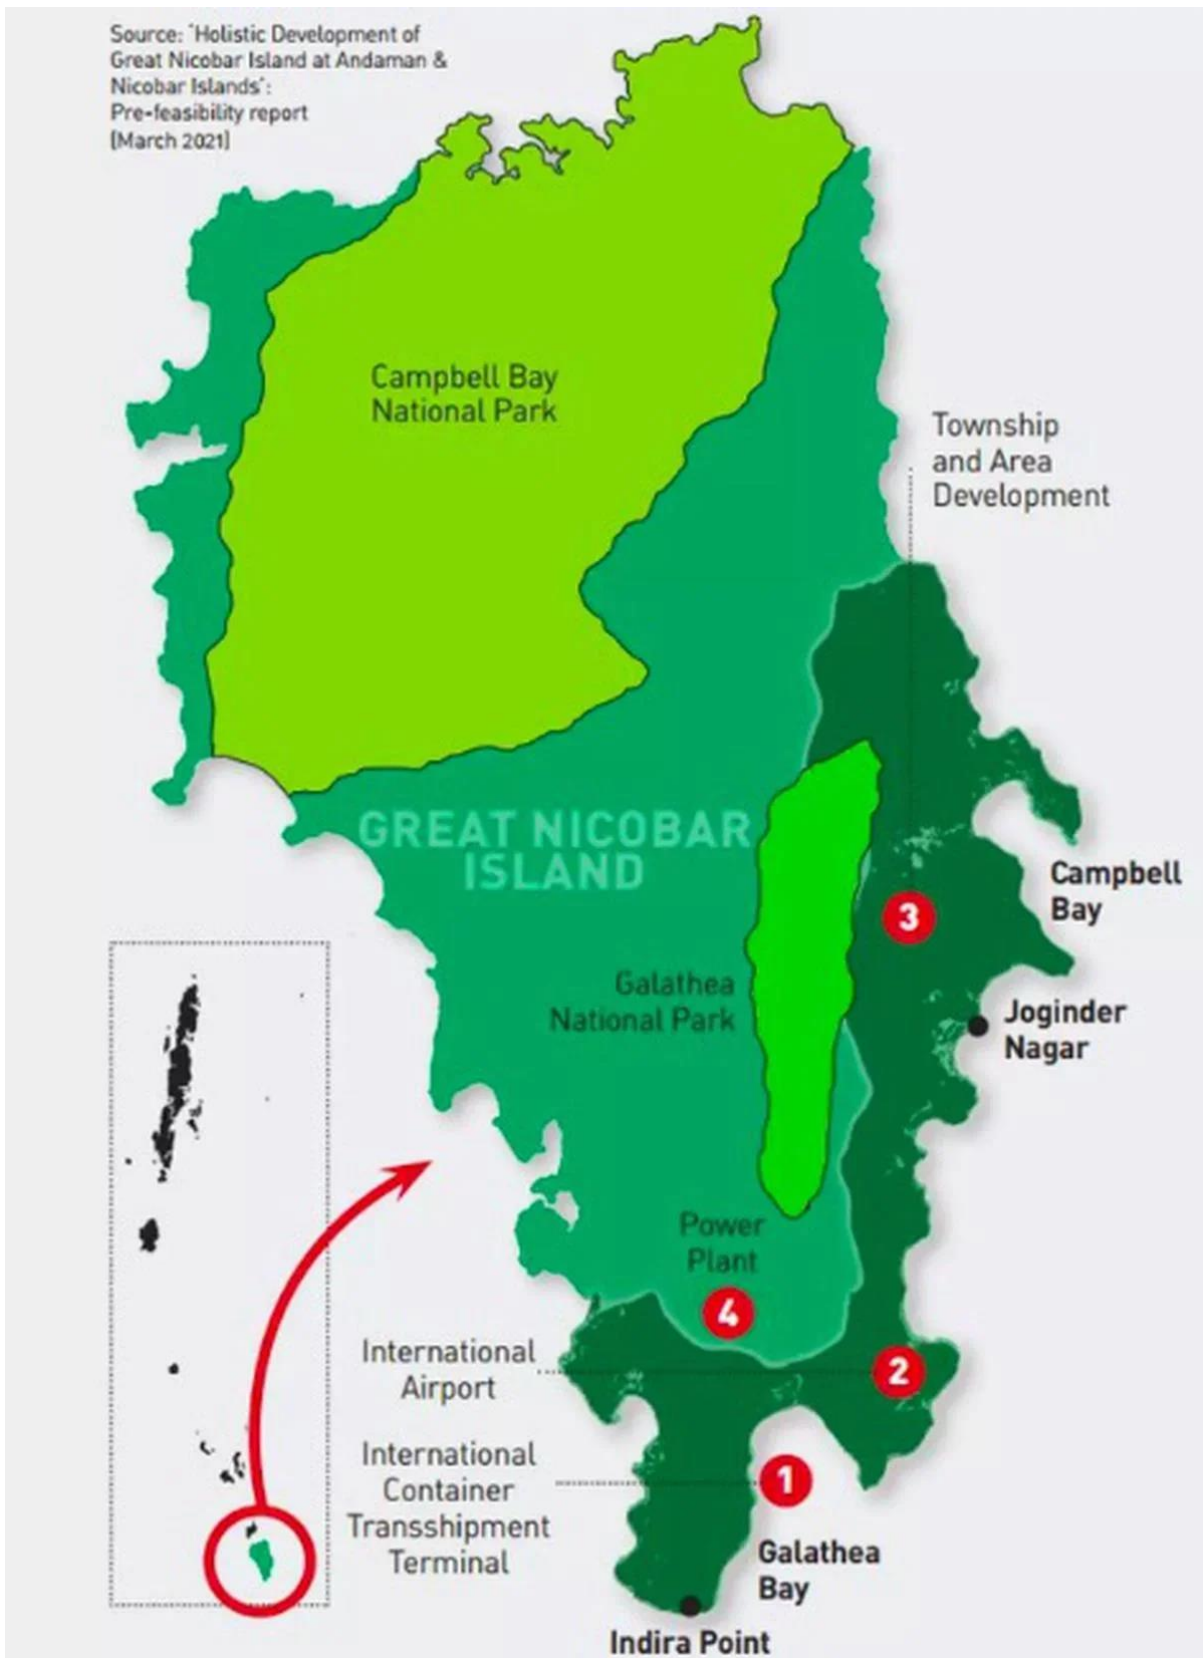 Source: 'Holistic Development of
Great Nicobar Island at Andaman &
Nicobar Islands':
Pre-feasibility report
(March 2021)
Campbell Bay
National Park
Township
and Area
Development
GREAT NICOBAR
ISLAND
Campbell
Bay
3
Galathea
National Park
Joginder
Nagar
Power
Plant
4
International
Airport
2
International
Container
Transshipment
Terminal
1
Galathea
Bay
Indira Point